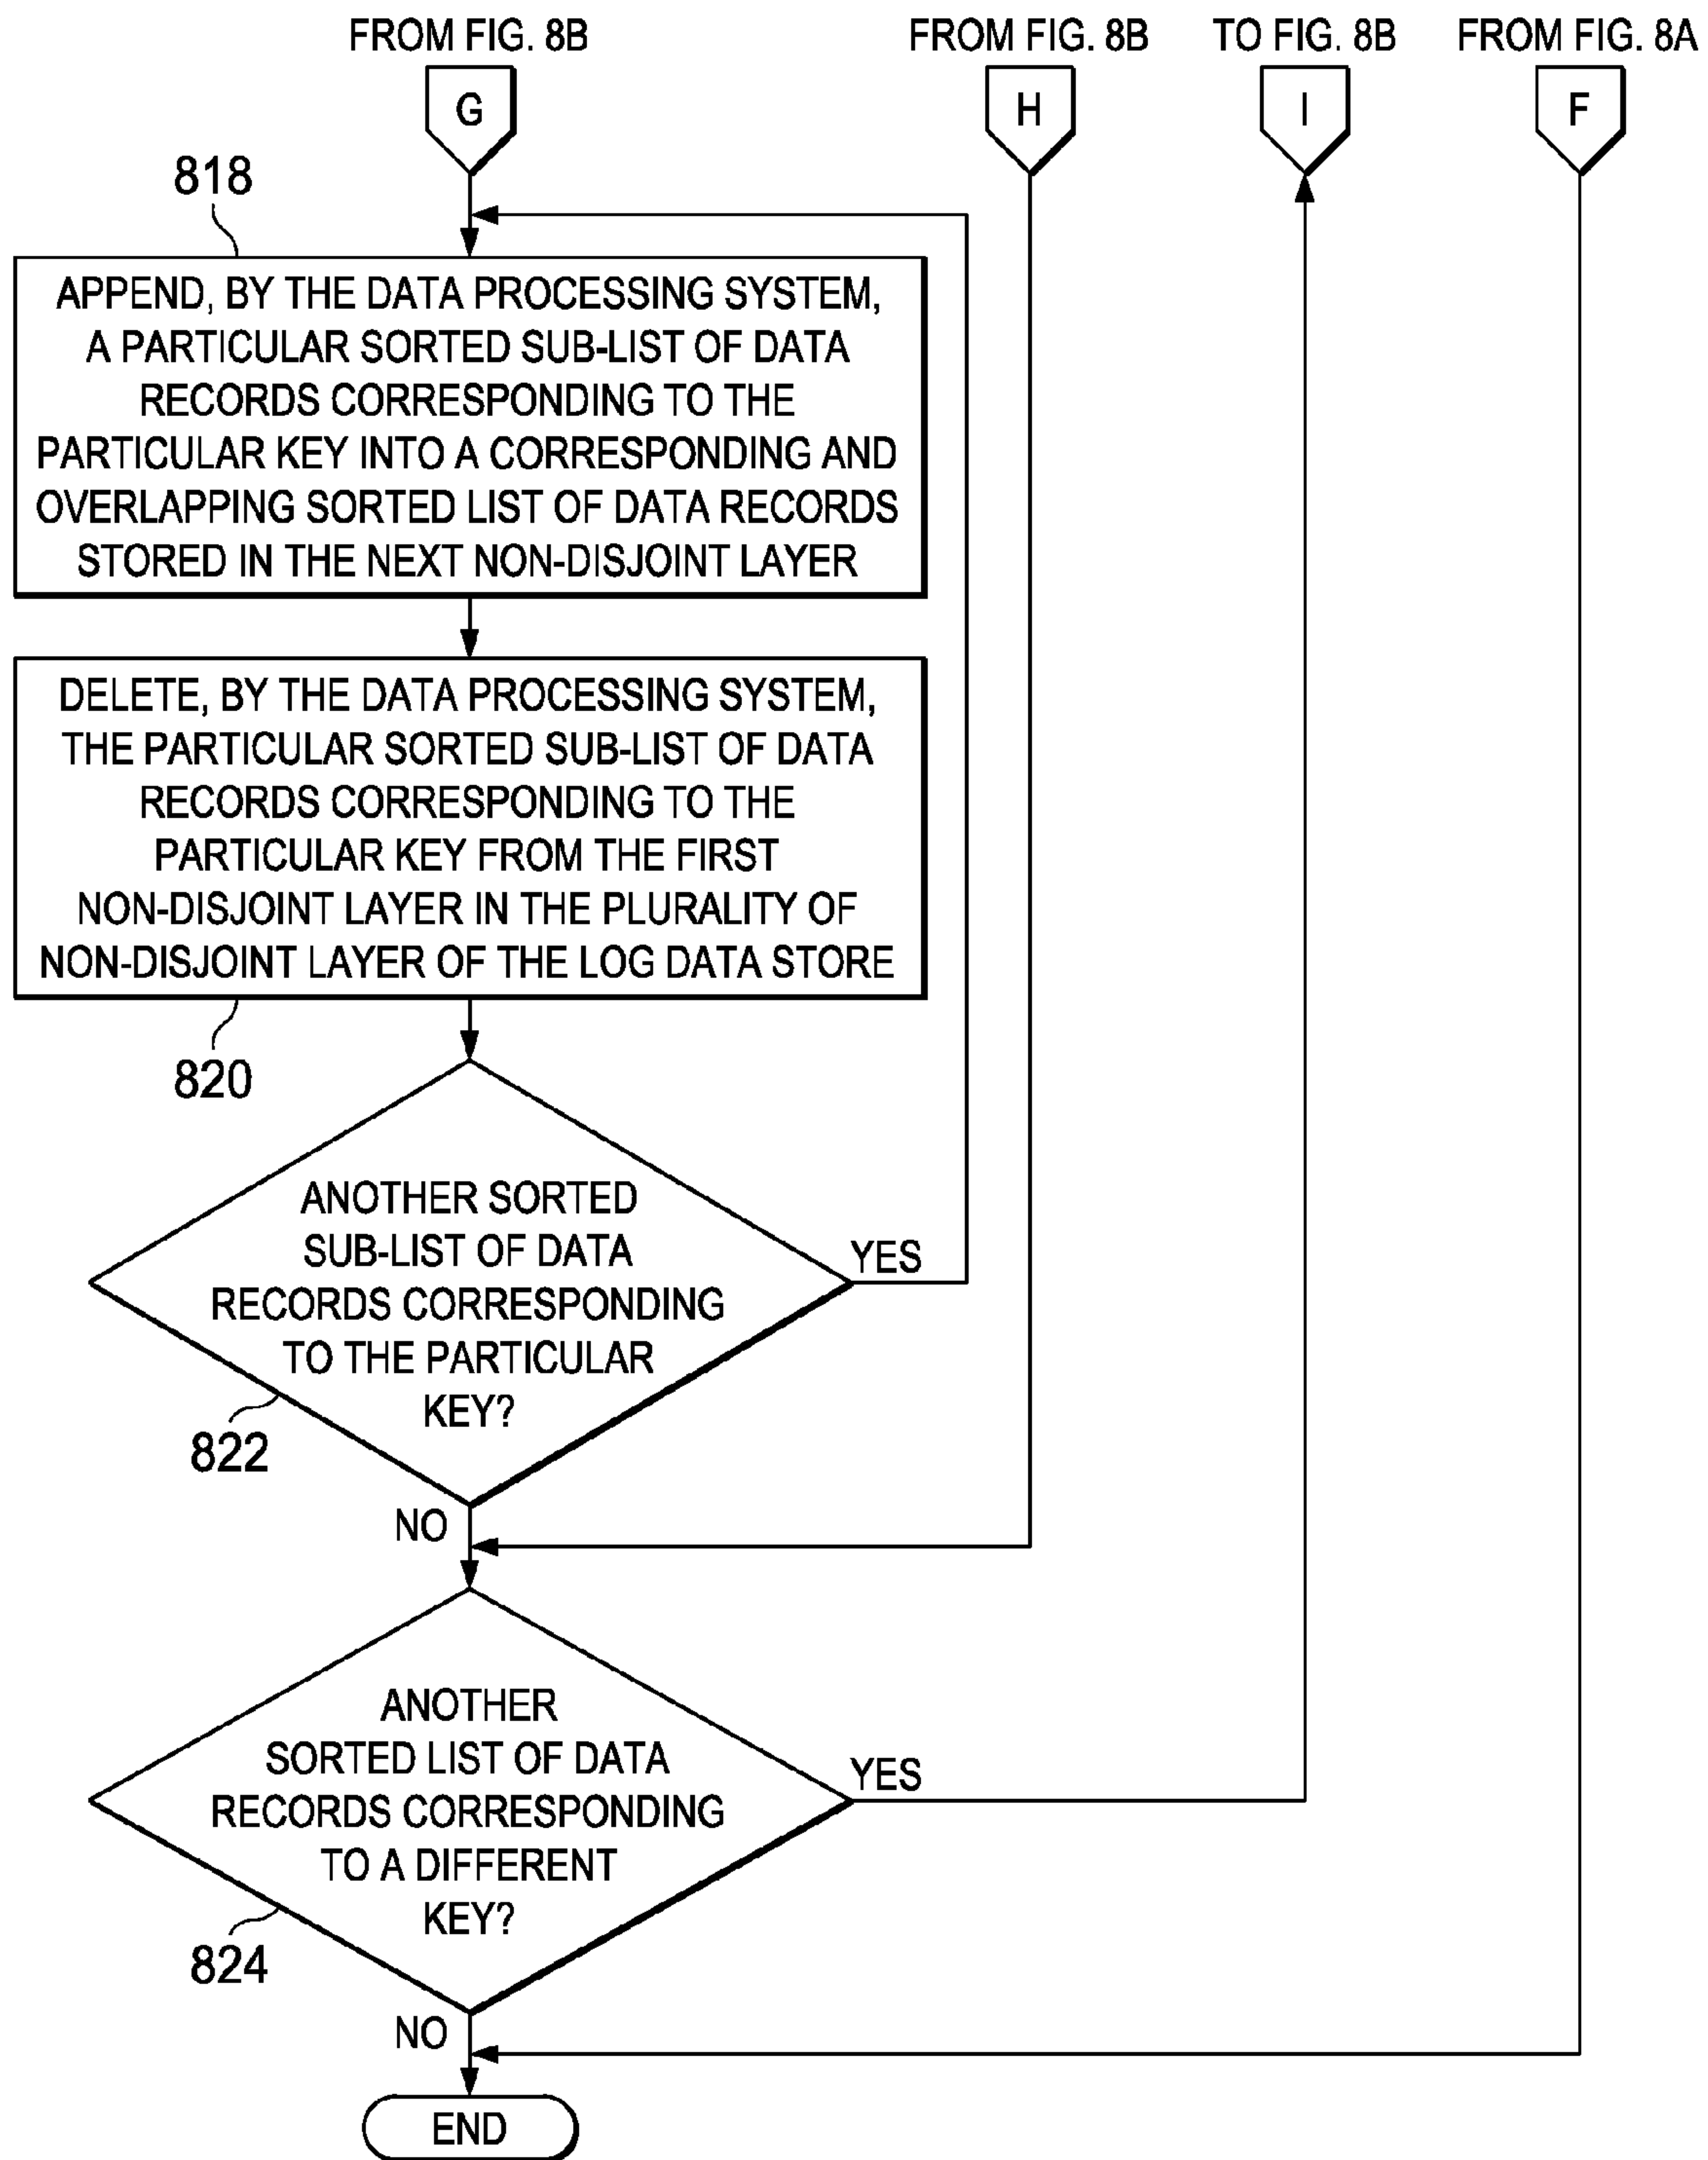 FROM FIG. 8B
FROM FIG. 8B
TO FIG. 8B
FROM FIG. 8A
G
H
I
F
818
APPEND, BY THE DATA PROCESSING SYSTEM,
A PARTICULAR SORTED SUB-LIST OF DATA
RECORDS CORRESPONDING TO THE
PARTICULAR KEY INTO A CORRESPONDING AND
OVERLAPPING SORTED LIST OF DATA RECORDS
STORED IN THE NEXT NON-DISJOINT LAYER
DELETE, BY THE DATA PROCESSING SYSTEM,
THE PARTICULAR SORTED SUB-LIST OF DATA
RECORDS CORRESPONDING TO THE
PARTICULAR KEY FROM THE FIRST
NON-DISJOINT LAYER IN THE PLURALITY OF
NON-DISJOINT LAYER OF THE LOG DATA STORE
820
ANOTHER SORTED
SUB-LIST OF DATA
RECORDS CORRESPONDING
TO THE PARTICULAR
KEY?
YES
822
NO
ANOTHER
SORTED LIST OF DATA
RECORDS CORRESPONDING
TO A DIFFERENT
KEY?
YES
824
NO
END